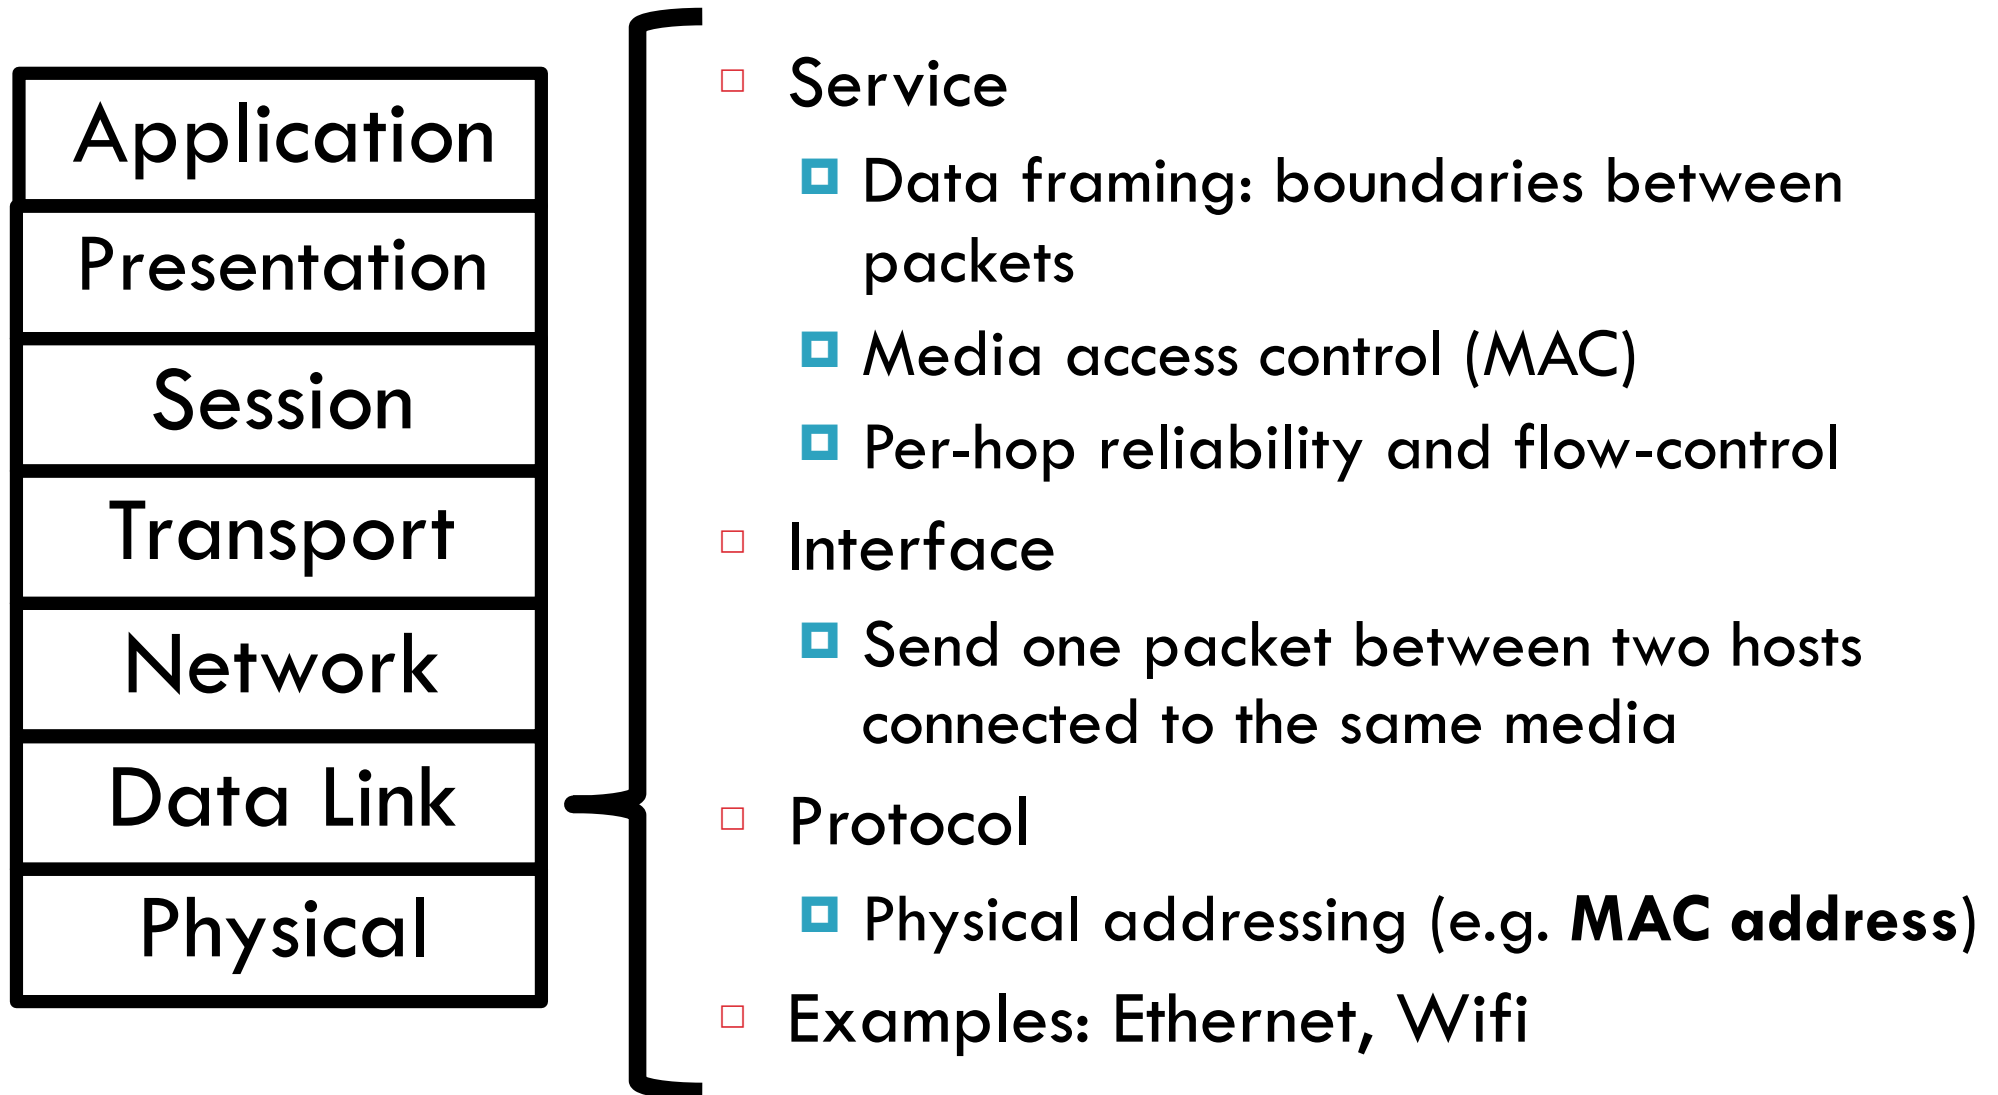 Application
Presentation
Session
Transport
Network
Data Link
Physical
Service
Data framing: boundaries between
packets
Media access control (MAC)
Per-hop reliability and flow-control
Interface
Send one packet between two hosts
connected to the same media
Protocol
Physical addressing (e.g. MAC address)
Examples: Ethernet, Wifi